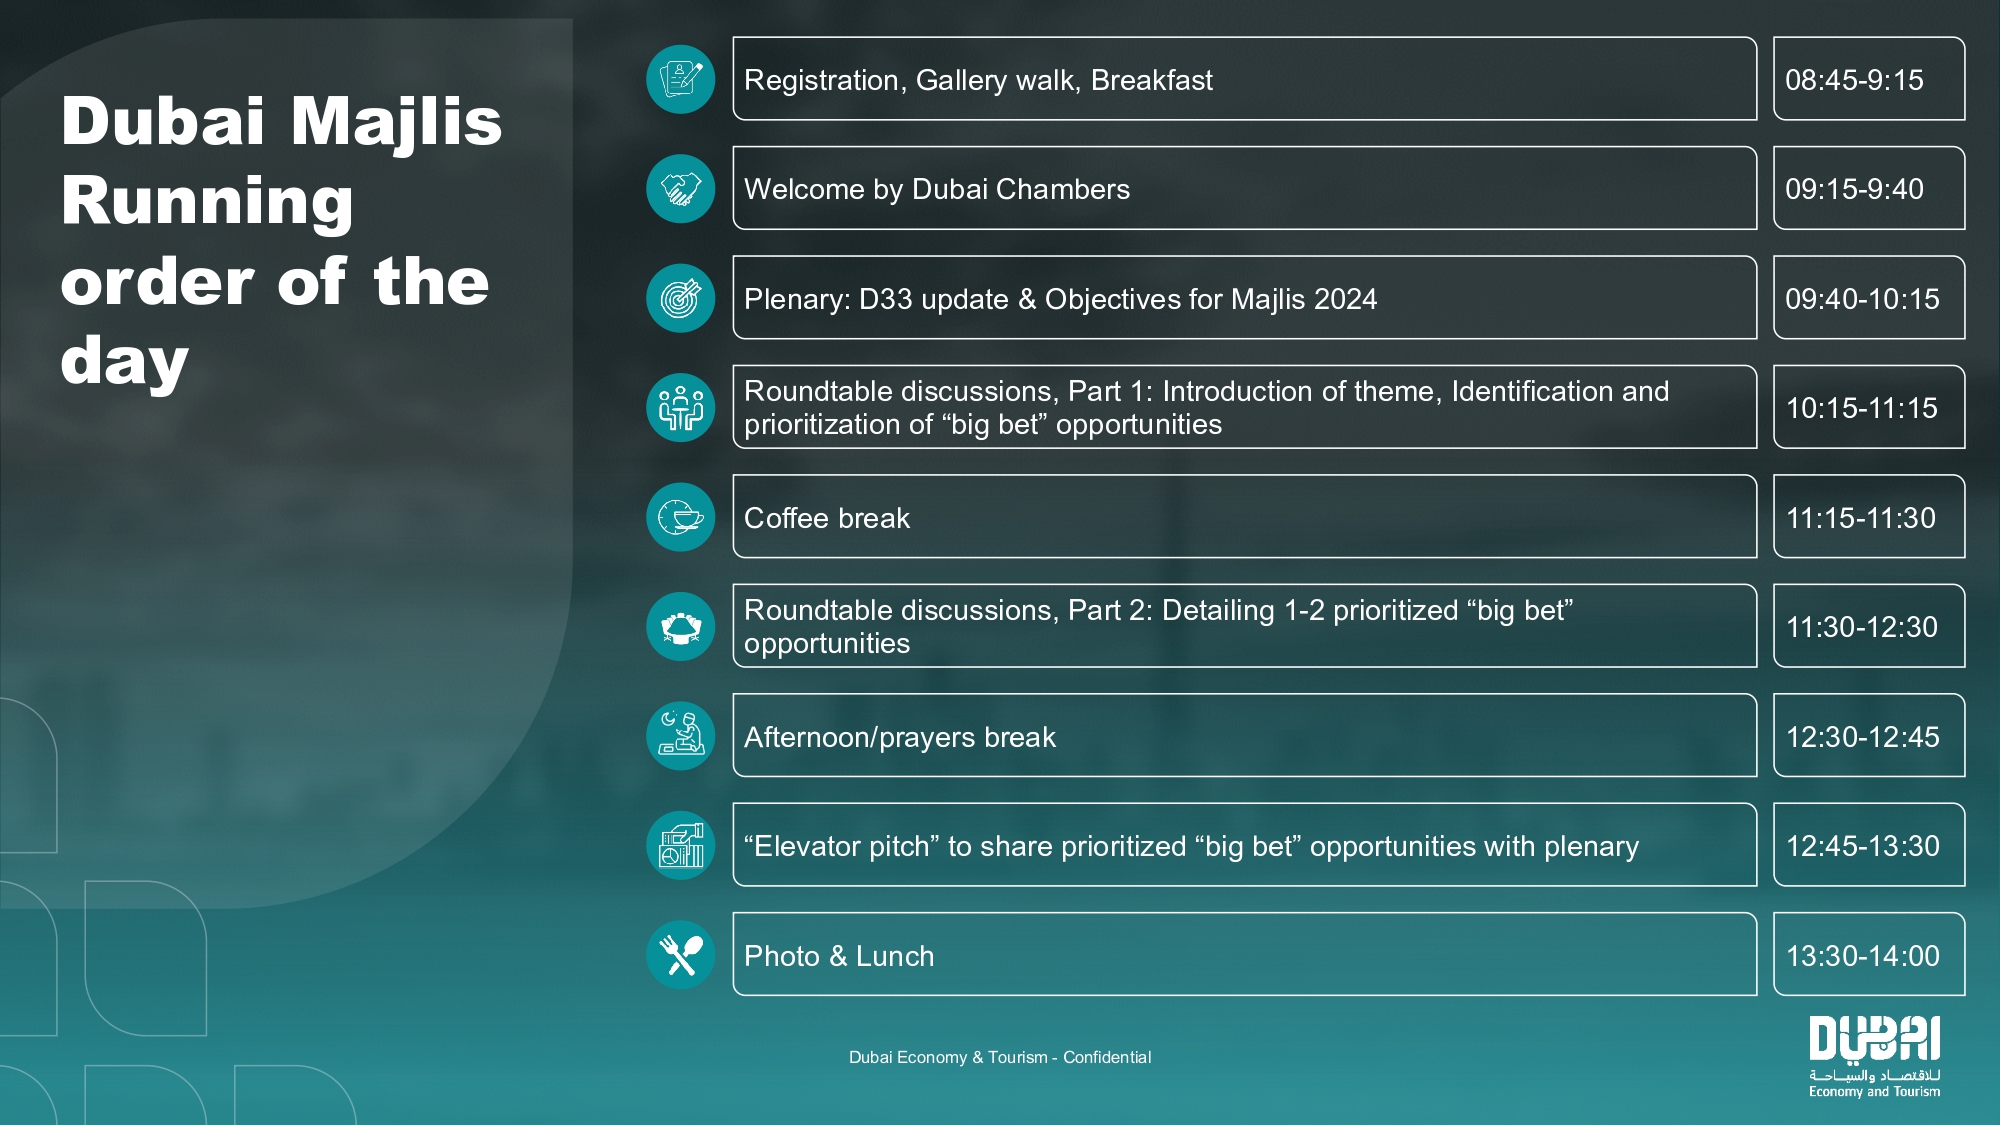 Dubai Majlis
Running
order of the
day
Registration, Gallery walk, Breakfast
08:45-9:15
Welcome by Dubai Chambers
09:15-9:40
Plenary: D33 update & Objectives for Majlis 2024
09:40-10:15
Roundtable discussions, Part 1: Introduction of theme, Identification and
prioritization of “big bet” opportunities
10:15-11:15
Coffee break
11:15-11:30
Roundtable discussions, Part 2: Detailing 1-2 prioritized “big bet”
opportunities
11:30-12:30
Afternoon/prayers break
12:30-12:45
“Elevator pitch” to share prioritized “big bet” opportunities with plenary
12:45-13:30
Photo & Lunch
13:30-14:00
Dubai Economy & Tourism - Confidential
DUBAI
للاقتصاد والسياحة
Economy and Tourism